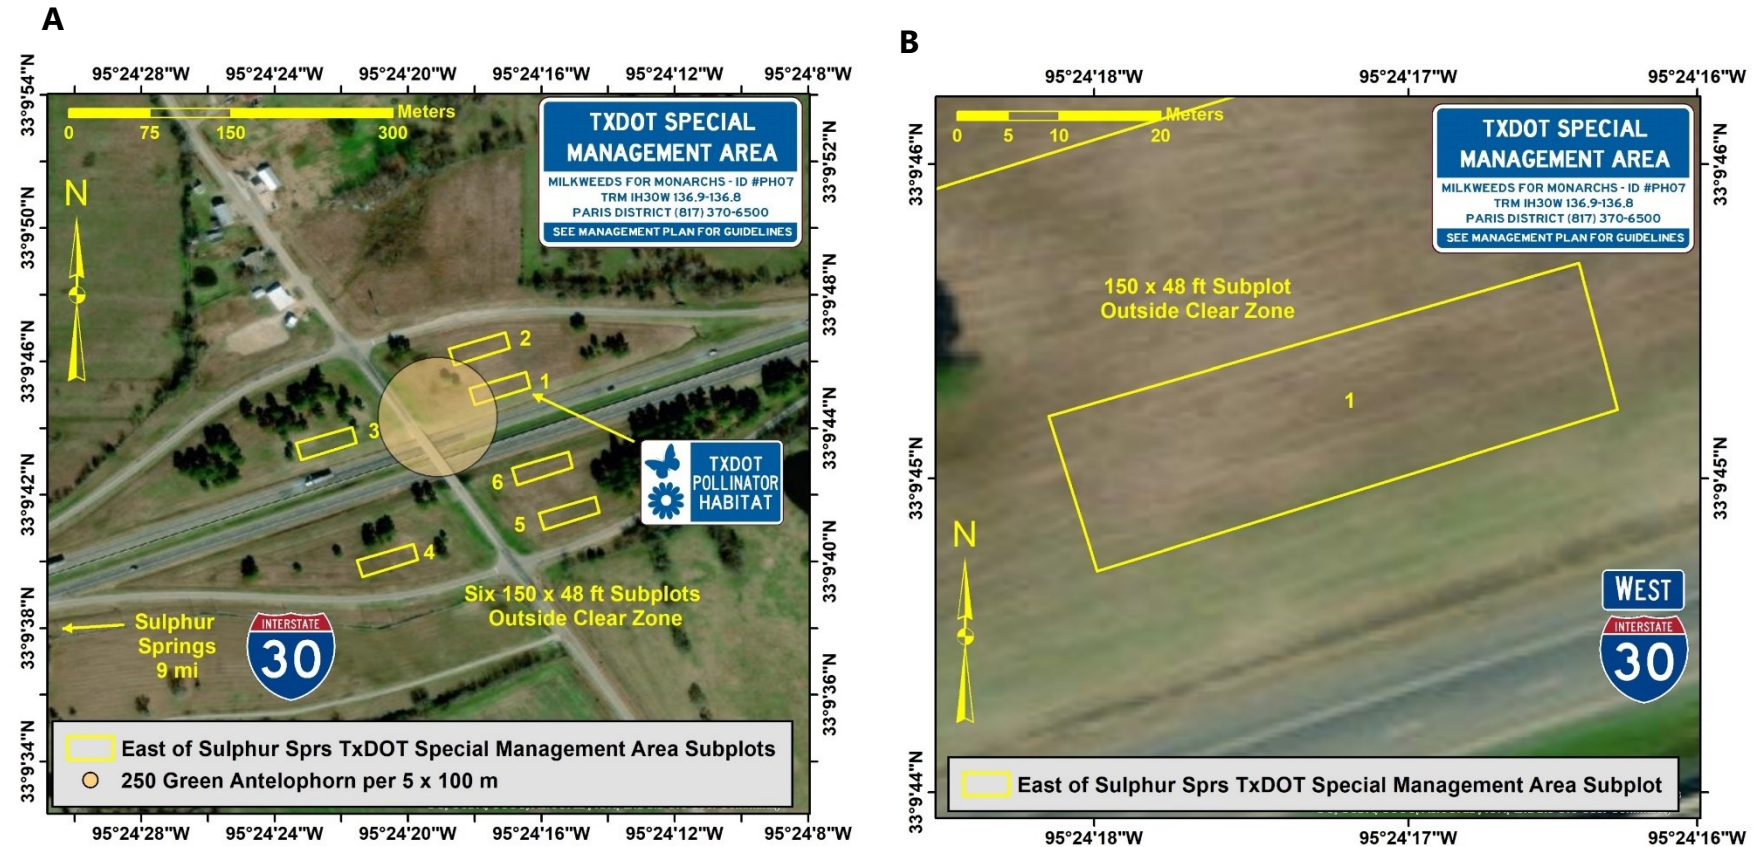 A
95°24'28"W 95°24'24"W 95°24'20"W 95°24'16"W 95°24'12"W 95°24'8"W
33°9'54"N
33°9'50"N
33°9'46"N
33°9'42"N
33°9'38"N
33°9'34"N
Meters
0 75 150 300
N
TXDOT SPECIAL
MANAGEMENT AREA
MILKWEEDS FOR MONARCHS - ID #PH07
TRM IH30W 136.9-136.8
PARIS DISTRICT (817) 370-6500
SEE MANAGEMENT PLAN FOR GUIDELINES
33°9'52"N
33°9'48"N
33°9'44"N
33°9'40"N
33°9'36"N
2
1
3
6
5
4
TXDOT
POLLINATOR
HABITAT
Six 150 x 48 ft Subplots
Outside Clear Zone
Sulphur
Springs
9 mi
INTERSTATE
30
East of Sulphur Sprs TxDOT Special Management Area Subplots
250 Green Antelophorn per 5 x 100 m
95°24'28"W 95°24'24"W 95°24'20"W 95°24'16"W 95°24'12"W 95°24'8"W
B
95°24'18"W 95°24'17"W 95°24'16"W
33°9'46"N
33°9'45"N
33°9'44"N
Meters
0 5 10 20
TXDOT SPECIAL
MANAGEMENT AREA
MILKWEEDS FOR MONARCHS - ID #PH07
TRM IH30W 136.9-136.8
PARIS DISTRICT (817) 370-6500
SEE MANAGEMENT PLAN FOR GUIDELINES
33°9'46"N
33°9'45"N
150 x 48 ft Subplot
Outside Clear Zone
1
N
WEST
INTERSTATE
30
East of Sulphur Sprs TxDOT Special Management Area Subplot
95°24'18"W 95°24'17"W 95°24'16"W